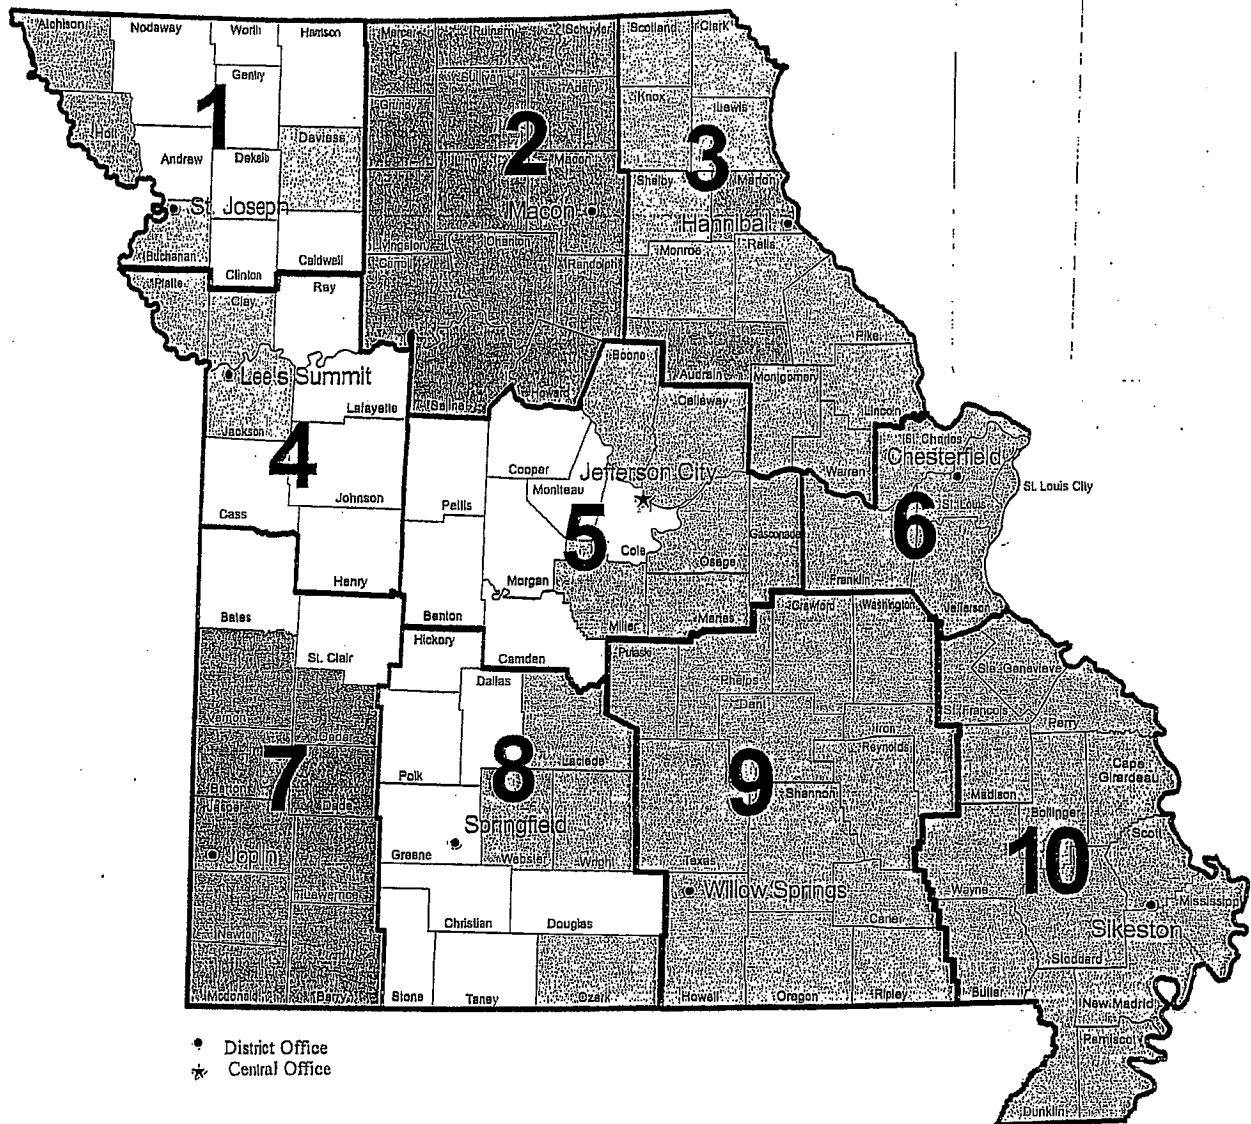 Atchison
Nodaway
Worth
Harrison
Mercer
Putnam
Schuyler
Scotland
Clark
Gentry
Sullivan
Adair
Knox
Lewis
1
2
3
Holt
Daviess
Andrew
Dekalb
Macon
Shelby
Marion
St. Joseph
Macon
Hannibal
Buchanan
Clinton
Caldwell
Livingston
Chariton
Monroe
Ralls
Carroll
Randolph
Platte
Clay
Ray
Pike
Boone
Audrain
Montgomery
Lee's Summit
Lafayette
Saline
Howard
Callaway
Lincoln
Jackson
4
St. Charles
Chesterfield
Cooper
Jefferson City
Warren
St. Louis City
Johnson
Moniteau
Cass
Pettis
5
6
St. Louis
Cole
Gasconade
Osage
Henry
Morgan
Franklin
Bates
Benton
Miller
Maries
Crawford
Washington
Jefferson
Hickory
St. Clair
Camden
Pulaski
Dallas
Phelps
Ste. Genevieve
Vernon
Dent
St. Francois
Perry
Cedar
Iron
Reynolds
7
8
9
Laclede
Polk
Barton
Jasper
Dade
Shannon
Madison
Cape
Girardeau
Bollinger
Springfield
Scott
10
Joplin
Greene
Webster
Wright
Texas
Willow Springs
Wayne
Lawrence
Mississippi
Christian
Douglas
Carter
Sikeston
Newton
Stoddard
Mcdonald
Barry
Stone
Taney
Ozark
Howell
Oregon
Ripley
Butler
New Madrid
Pemiscot
Dunklin
District Office
Central Office